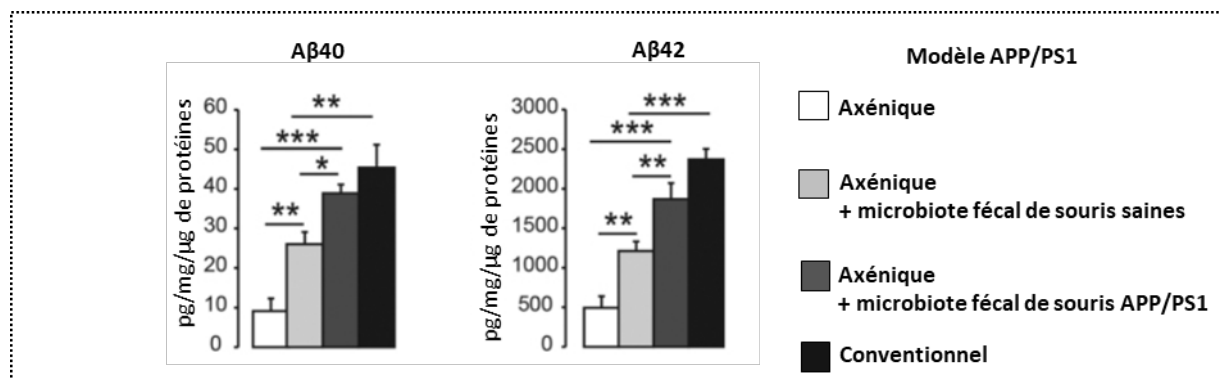 Aβ40
pg/mg/µg de protéines
60
50
40
30
20
10
0
**
***
*
**
Aβ42
pg/mg/µg de protéines
3000
2500
2000
1500
1000
500
0
***
***
**
**
Modèle APP/PS1
Axénique
Axénique
+ microbiote fécal de souris saines
Axénique
+ microbiote fécal de souris APP/PS1
Conventionnel